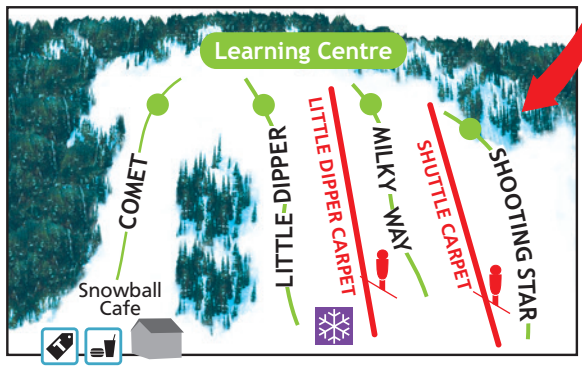 Learning Centre
COMET
LITTLE-DIPPER
LITTLE DIPPER CARPET
MILKY WAY
SHUTTLE CARPET
SHOOTING STAR
Snowball
Cafe